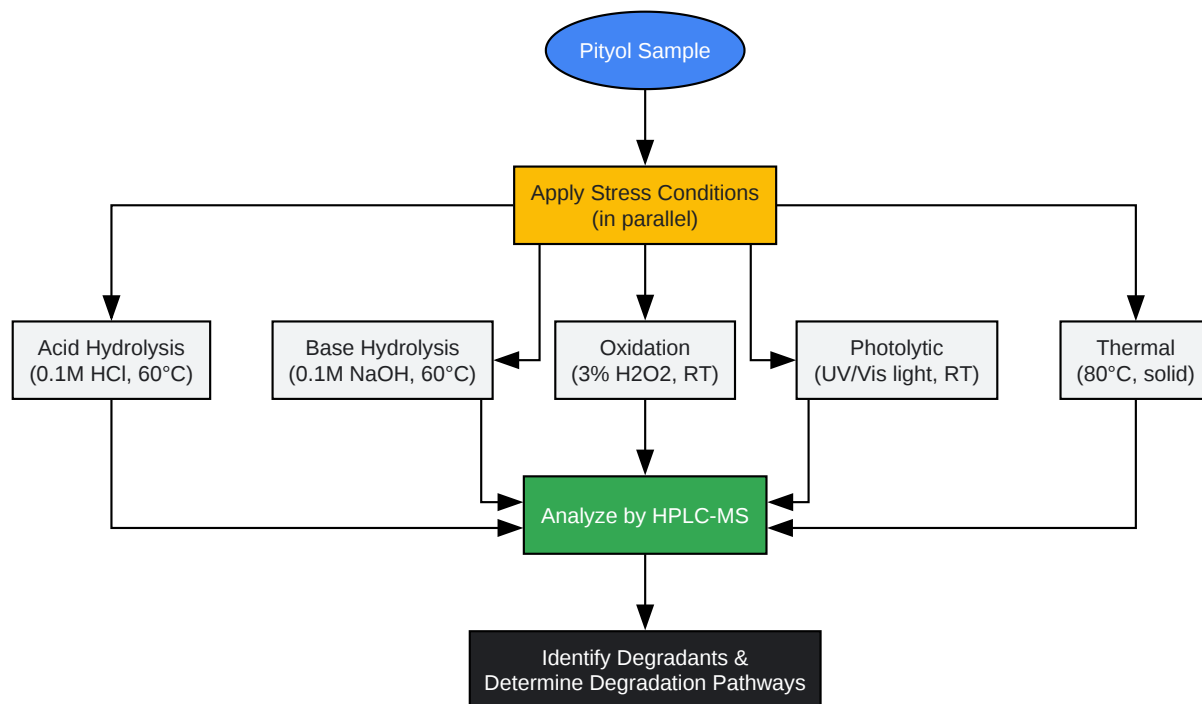 Pityol Sample
Apply Stress Conditions
(in parallel)
Acid Hydrolysis
(0.1M HCl, 60°C)
Base Hydrolysis
(0.1M NaOH, 60°C)
Oxidation
(3% H2O2, RT)
Photolytic
(UV/Vis light, RT)
Thermal
(80°C, solid)
Analyze by HPLC-MS
Identify Degradants &
Determine Degradation Pathways